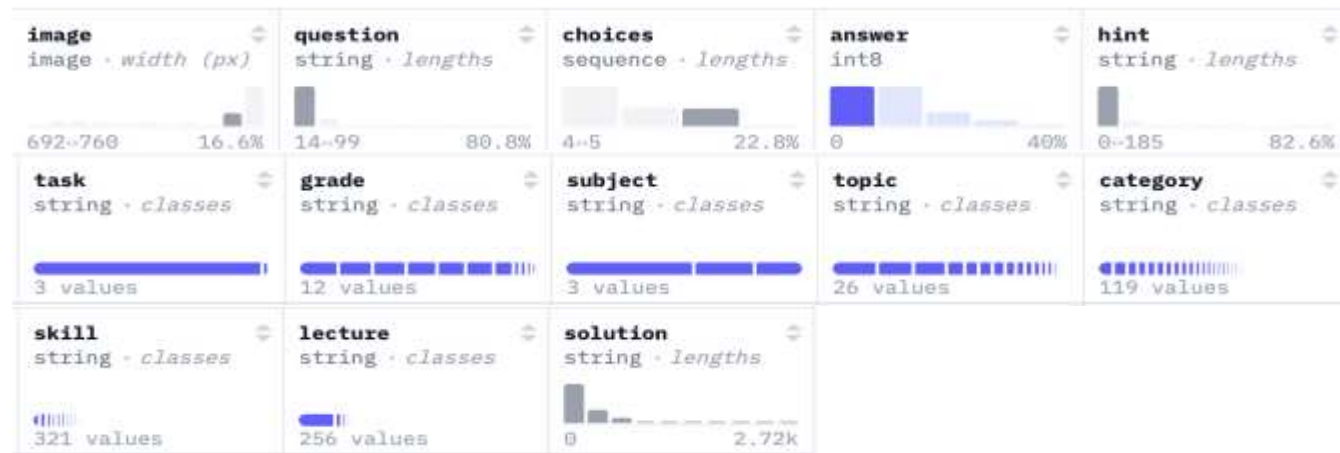 image question choices answer hint
image · width (px) string · lengths sequence · lengths int8 string · lengths
692↔760 16.6% 14↔99 80.8% 4↔5 22.8% 0 40% 0↔185 82.6%
task grade subject topic category
string · classes string · classes string · classes string · classes string · classes
3 values 12 values 3 values 26 values 119 values
skill lecture solution
string · classes string · classes string · lengths
321 values 256 values 0 2.72k